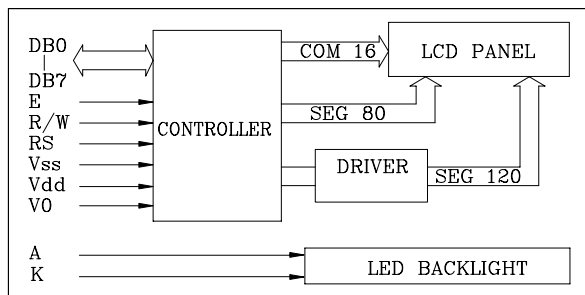 DB0
DB7
E
R/W
RS
Vss
Vdd
V0
CONTROLLER
COM 16
LCD PANEL
SEG 80
DRIVER
SEG 120
A
K
LED BACKLIGHT